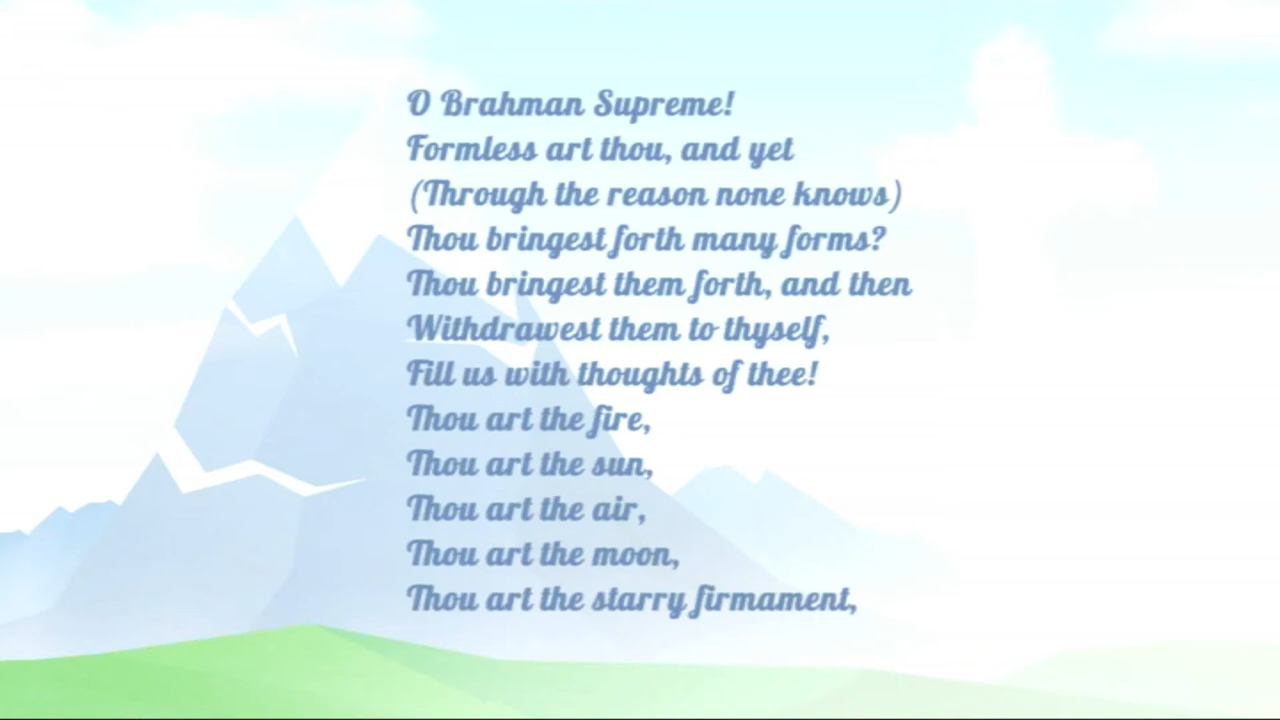 O Brahman Supreme!
Formless art thou, and yet
(Through the reason none knows)
Thou bringest forth many forms?
Thou bringest them forth, and then
Withdrawest them to thyself,
Fill us with thoughts of thee!
Thou art the fire,
Thou art the sun,
Thou art the air,
Thou art the moon,
Thou art the starry firmament,